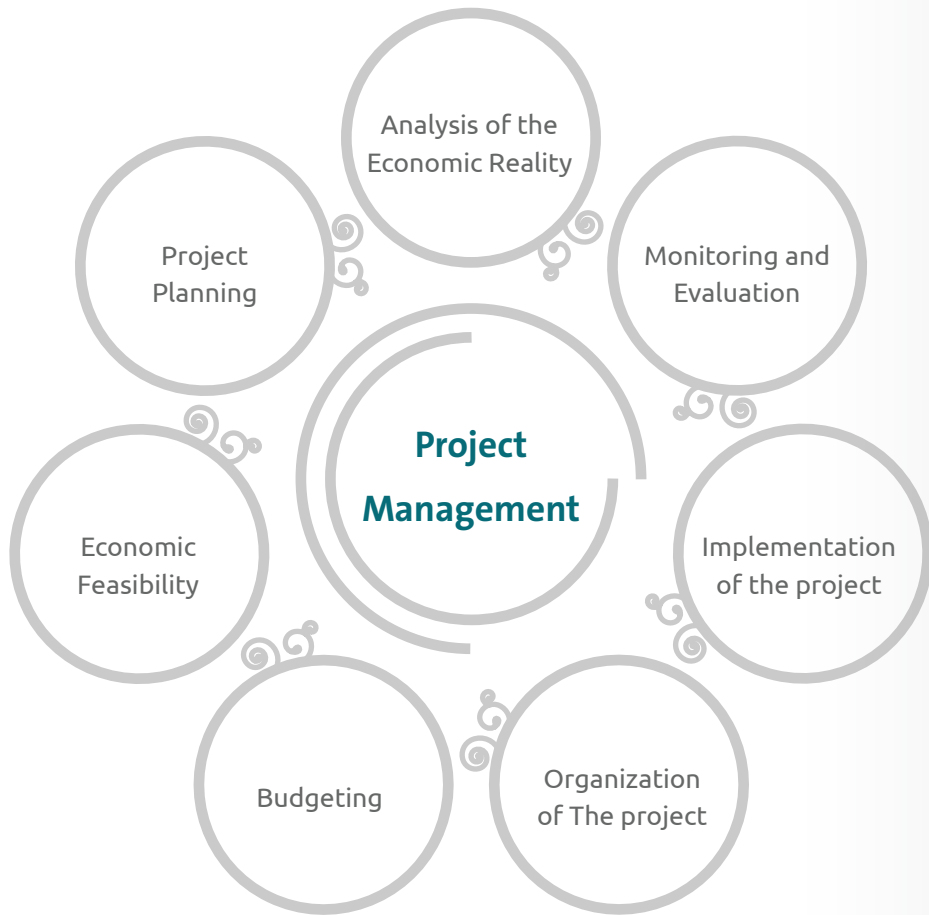 Analysis of the
Economic Reality
Project
Planning
Monitoring and
Evaluation
Project
Management
Economic
Feasibility
Implementation
of the project
Budgeting
Organization
of The project